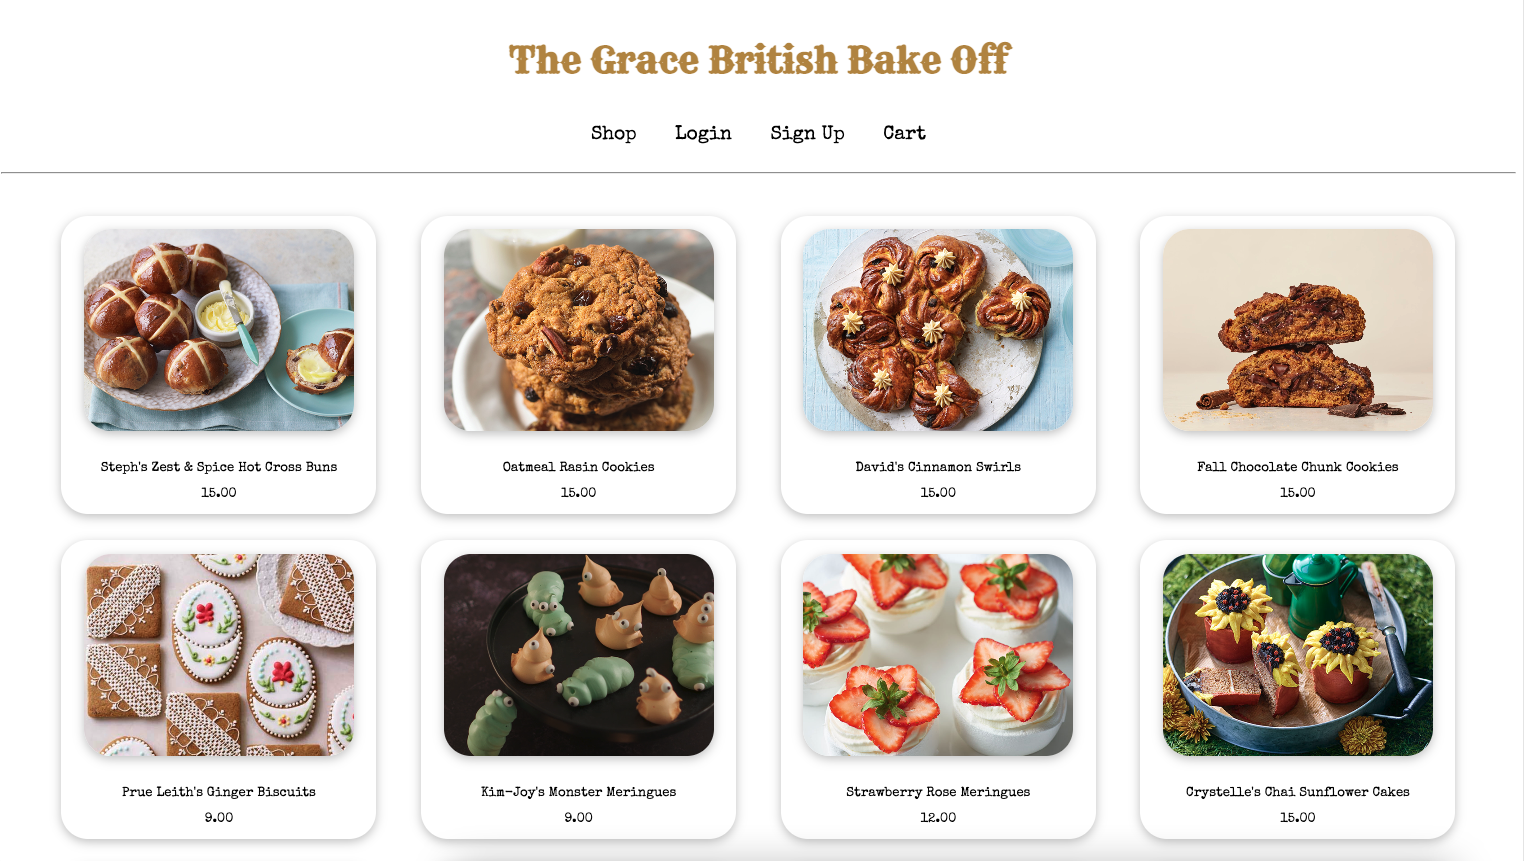 The Grace British Bake Off
Shop Login Sign Up Cart
Steph's Zest & Spice Hot Cross Buns
15.00
Oatmeal Rasin Cookies
15.00
David's Cinnamon Swirls
15.00
Fall Chocolate Chunk Cookies
15.00
Prue Leith's Ginger Biscuits
9.00
Kim-Joy's Monster Meringues
9.00
Strawberry Rose Meringues
12.00
Crystelle's Chai Sunflower Cakes
15.00